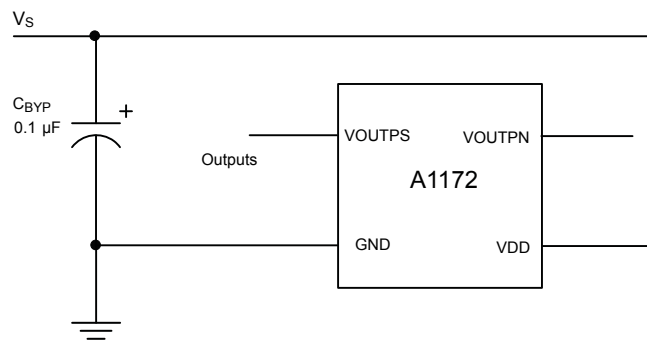 VS
CBYP
+
0.1 µF
VOUTPS
VOUTPN
Outputs
A1172
GND
VDD